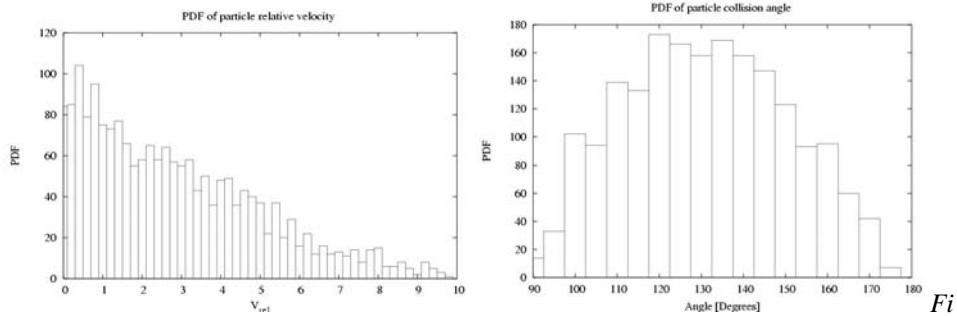 PDF of particle relative velocity
120
100
80
60
40
20
0
PDF
0 1 2 3 4 5 6 7 8 9 10
V_rel
PDF of particle collision angle
180
160
140
120
100
80
60
40
20
0
PDF
90 100 110 120 130 140 150 160 170 180
Angle [Degrees]
Fi